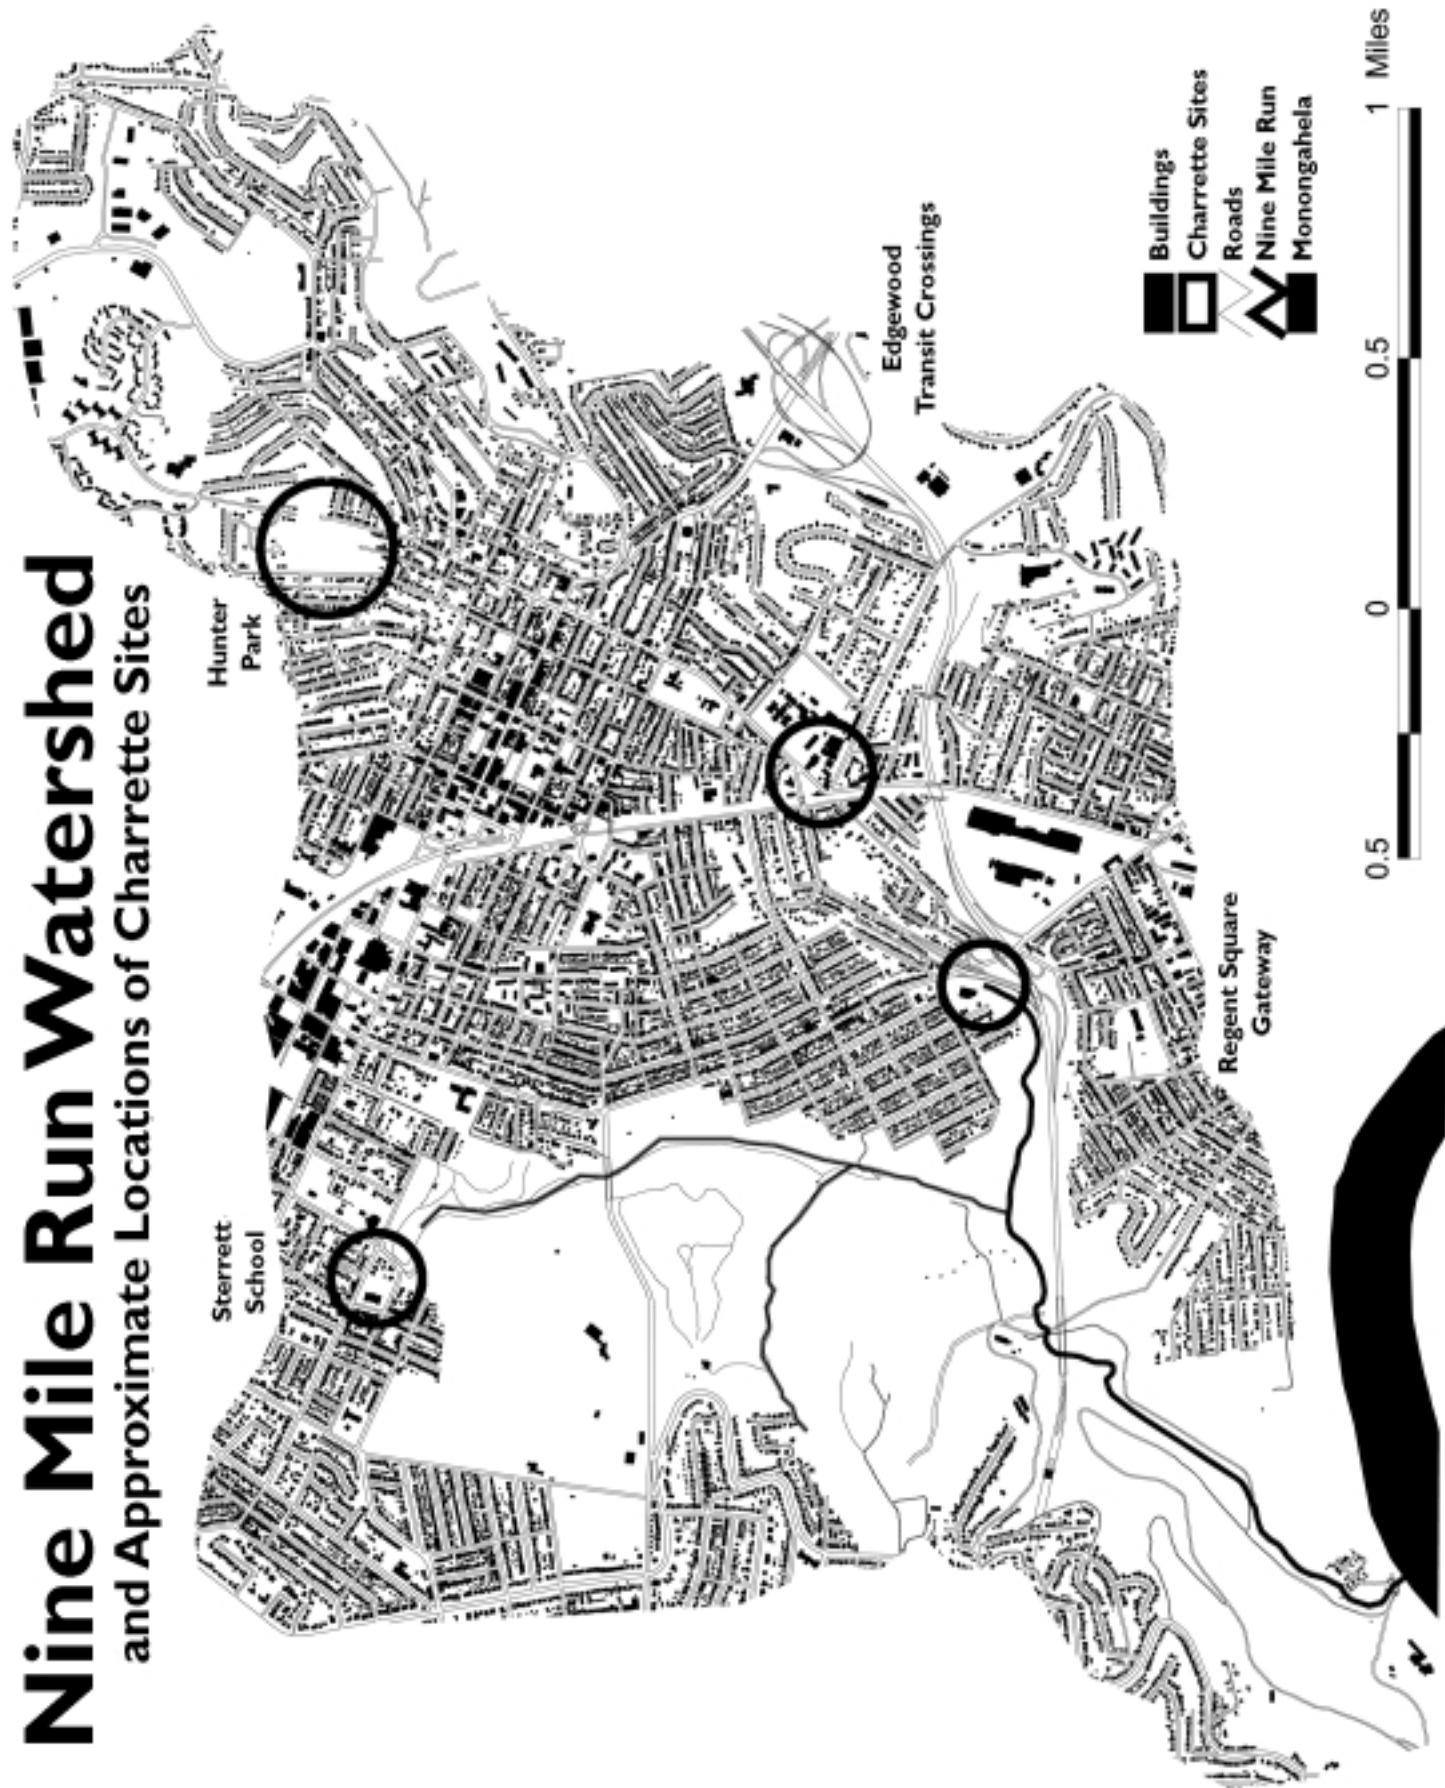 Nine Mile Run Watershed
and Approximate Locations of Charrette Sites
Sterrett
School
Hunter
Park
Edgewood
Transit Crossings
Regent Square
Gateway
Buildings
Charrette Sites
Roads
Nine Mile Run
Monongahela
0.5 0 0.5 1 Miles